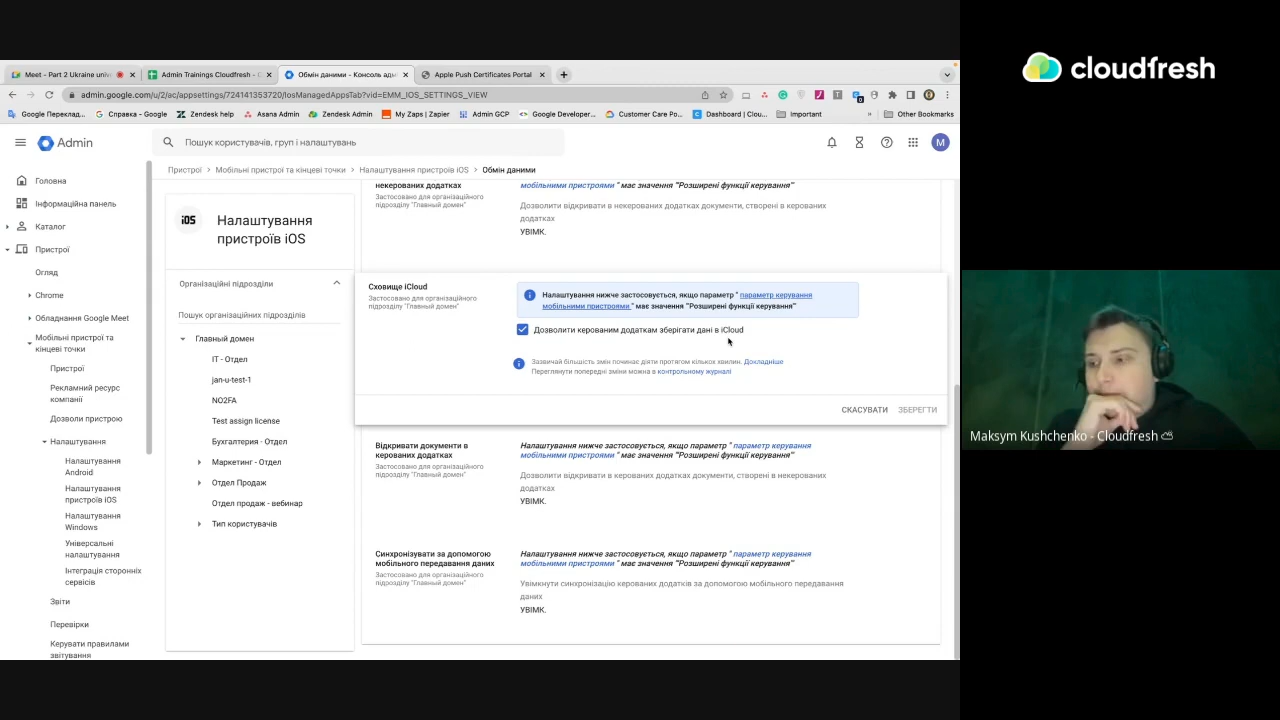 Meet - Part 2 Ukraine univ
Admin Trainings Cloudfresh - G
Обмін даними - Консоль адмі
Apple Push Certificates Portal
admin.google.com/u/2/ac/appsettings/724141353720/IosManagedAppsTab?vid=EMM_IOS_SETTINGS_VIEW
Google Переклад...
Справка - Google
Zendesk help
Asana Admin
Zendesk Admin
My Zaps | Zapier
Admin GCP
Google Developer...
Customer Care Po...
Dashboard | Clou...
Important
Other Bookmarks
Admin
Пошук користувачів, груп і налаштувань
M
Пристрої > Мобільні пристрої та кінцеві точки > Налаштування пристроїв iOS > Обмін даними
Головна
Інформаційна панель
Каталог
Пристрої
Огляд
Chrome
Обладнання Google Meet
Мобільні пристрої та
кінцеві точки
Пристрої
Рекламний ресурс
компанії
Дозволи пристрою
Налаштування
Налаштування
Android
Налаштування
пристроїв iOS
Налаштування
Windows
Універсальні
налаштування
Інтеграція сторонніх
сервісів
Звіти
Перевірки
Керувати правилами
звітування
iOS
Налаштування
пристроїв iOS
Організаційні підрозділи
Пошук організаційних підрозділів
Главный домен
IT - Отдел
jan-u-test-1
NO2FA
Test assign license
Бухгалтерия - Отдел
Маркетинг - Отдел
Отдел Продаж
Отдел продаж - вебинар
Тип користувачів
некерованих додатках
Застосовано для організаційного
підрозділу "Главный домен"
мобільними пристроями " має значення "Розширені функції керування"
Дозволити відкривати в некерованих додатках документи, створені в керованих
додатках
УВІМК.
Сховище iCloud
Застосовано для організаційного
підрозділу "Главный домен"
Налаштування нижче застосовується, якщо параметр " параметр керування
мобільними пристроями " має значення "Розширені функції керування"
Дозволити керованим додаткам зберігати дані в iCloud
Зазвичай більшість змін починає діяти протягом кількох хвилин. Докладніше
Переглянути попередні зміни можна в контрольному журналі
СКАСУВАТИ
ЗБЕРЕГТИ
Відкривати документи в
керованих додатках
Застосовано для організаційного
підрозділу "Главный домен"
Налаштування нижче застосовується, якщо параметр " параметр керування
мобільними пристроями " має значення "Розширені функції керування"
Дозволити відкривати в керованих додатках документи, створені в некерованих
додатках
УВІМК.
Синхронізувати за допомогою
мобільного передавання даних
Застосовано для організаційного
підрозділу "Главный домен"
Налаштування нижче застосовується, якщо параметр " параметр керування
мобільними пристроями " має значення "Розширені функції керування"
Увімкнути синхронізацію керованих додатків за допомогою мобільного передавання
даних
УВІМК.
cloudfresh
Maksym Kushchenko - Cloudfresh